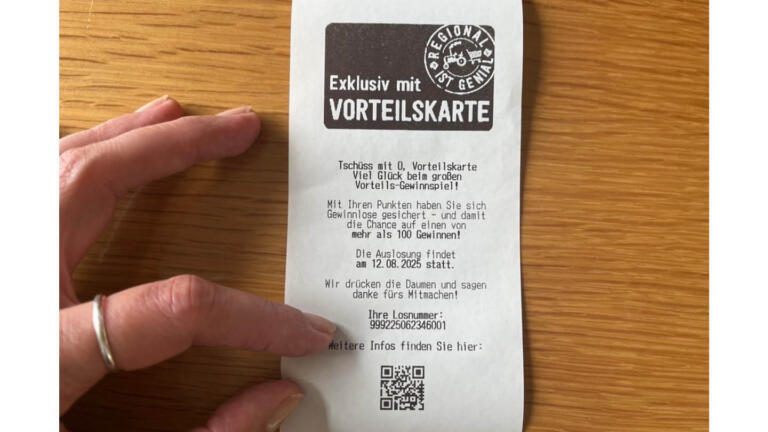 REGIONAL
IST GENIAL
Exklusiv mit
VORTEILSKARTE
Tschüss mit Ö, Vorteilskarte
Viel Glück beim großen
Vorteils-Gewinnspiel!
Mit Ihren Punkten haben Sie sich
Gewinnlose gesichert - und damit
die Chance auf einen von
mehr als 100 Gewinnen!
Die Auslosung findet
am 12.08.2025 statt.
Wir drücken die Daumen und sagen
danke fürs Mitmachen!
Ihre Losnummer:
999225062346001
Weitere Infos finden Sie hier: